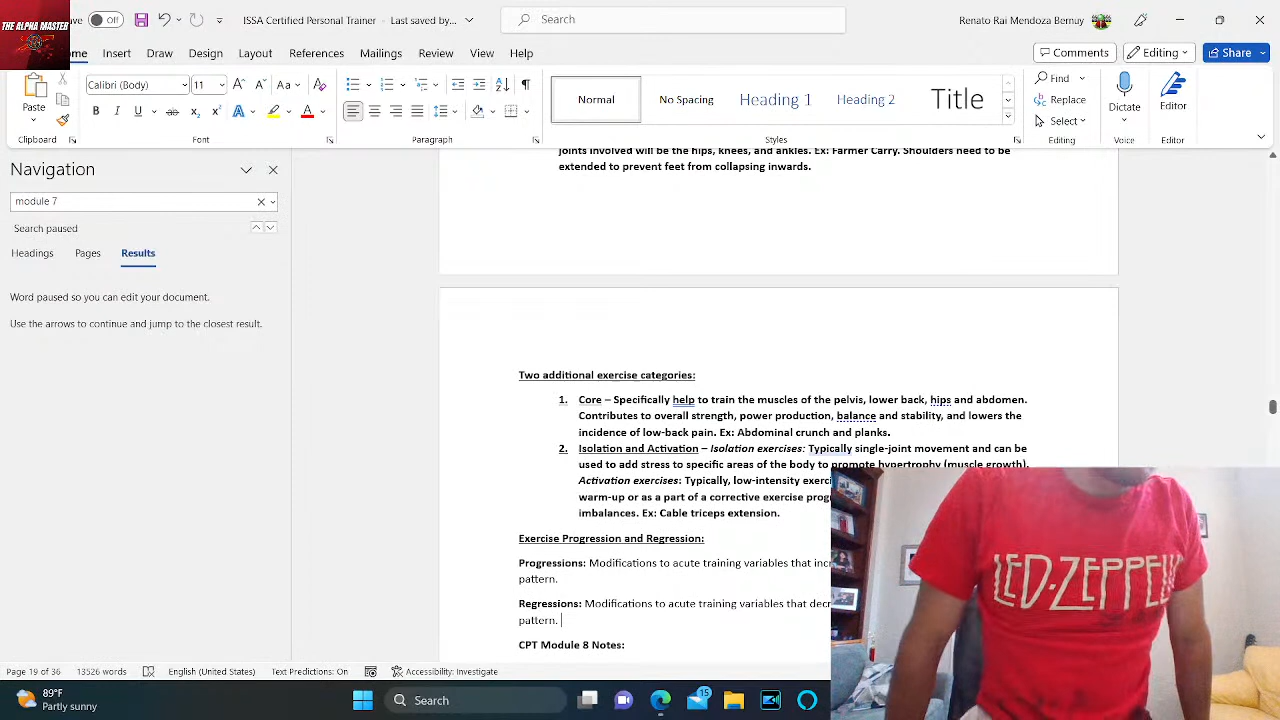 THE ALPHA MASTER
Off
ISSA Certified Personal Trainer - Last saved by...
Search
Renato Rai Mendoza Bernuy
Insert
Draw
Design
Layout
References
Mailings
Review
View
Help
Comments
Editing
Share
Paste
Clipboard
Calibri (Body)
11
Font
Normal
No Spacing
Heading 1
Heading 2
Title
Styles
Find
Replace
Select
Editing
Dictate
Voice
Editor
Editor
Navigation
module 7
Search paused
Headings
Pages
Results
Word paused so you can edit your document.
Use the arrows to continue and jump to the closest result.
joints involved will be the hips, knees, and ankles. Ex: Farmer Carry. Shoulders need to be
extended to prevent feet from collapsing inwards.
Two additional exercise categories:
1. Core – Specifically help to train the muscles of the pelvis, lower back, hips and abdomen.
Contributes to overall strength, power production, balance and stability, and lowers the
incidence of low-back pain. Ex: Abdominal crunch and planks.
2. Isolation and Activation – Isolation exercises: Typically single-joint movement and can be
used to add stress to specific areas of the body to promote hypertrophy (muscle growth).
Activation exercises: Typically, low-intensity exerci
warm-up or as a part of a corrective exercise prog
imbalances. Ex: Cable triceps extension.
Exercise Progression and Regression:
Progressions: Modifications to acute training variables that incr
pattern.
Regressions: Modifications to acute training variables that decr
pattern.
CPT Module 8 Notes:
LED-ZEPPEL
Page 19 of 36
13526 words
English (United States)
Text Predictions: On
Accessibility: Investigate
89°F
Partly sunny
Search
15